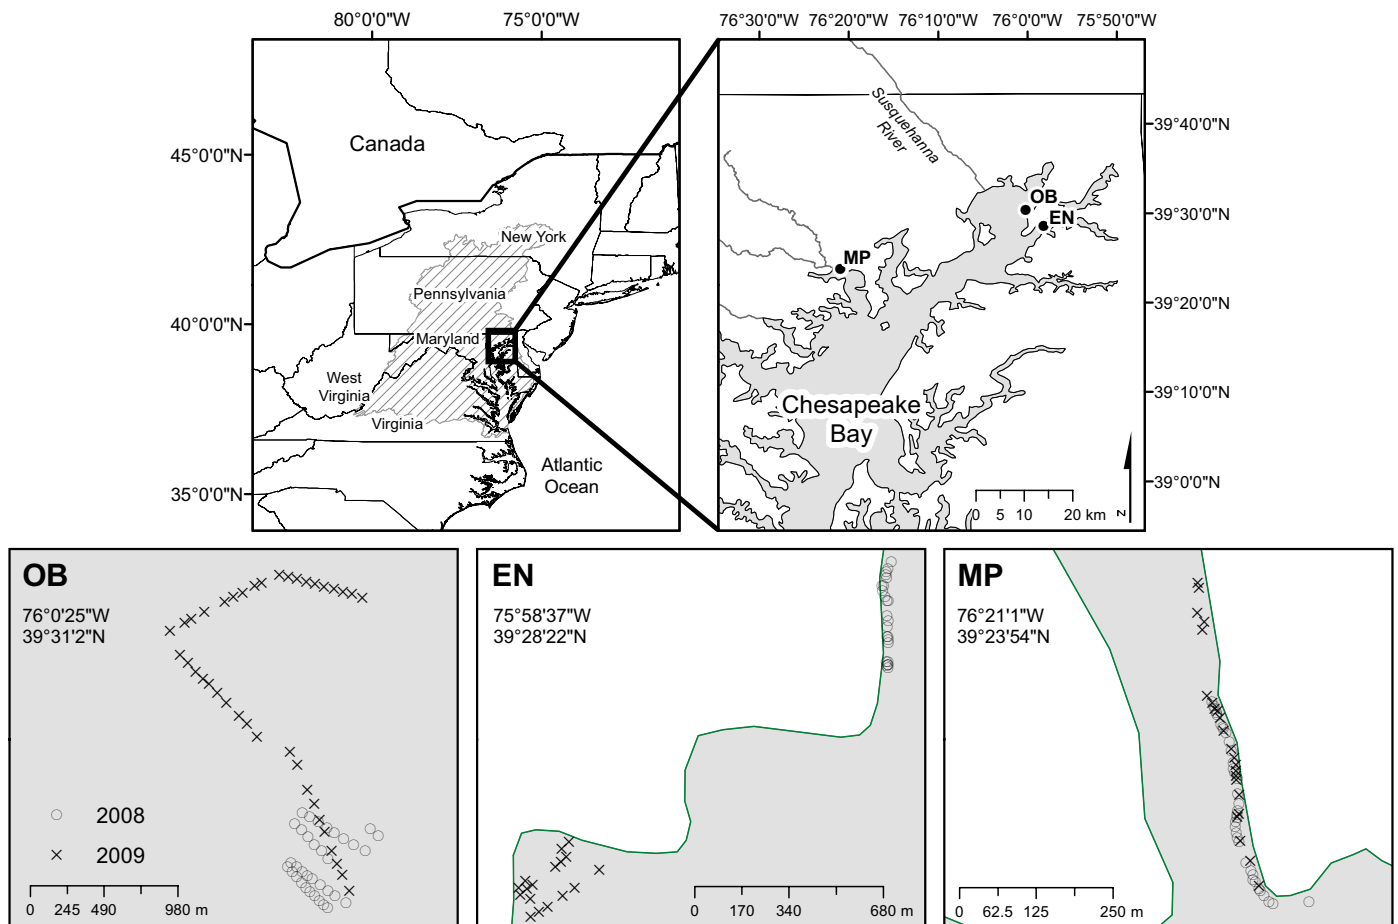 80°0'0"W 75°0'0"W
76°30'0"W 76°20'0"W 76°10'0"W 76°0'0"W 75°50'0"W
45°0'0"N
40°0'0"N
35°0'0"N
Canada
New York
Pennsylvania
Maryland
West
Virginia
Virginia
Atlantic
Ocean
Susquehanna
River
OB
EN
MP
Chesapeake
Bay
39°40'0"N
39°30'0"N
39°20'0"N
39°10'0"N
39°0'0"N
0 5 10 20 km
N
OB
76°0'25"W
39°31'2"N
2008
2009
0 245 490 980 m
EN
75°58'37"W
39°28'22"N
0 170 340 680 m
MP
76°21'1"W
39°23'54"N
0 62.5 125 250 m